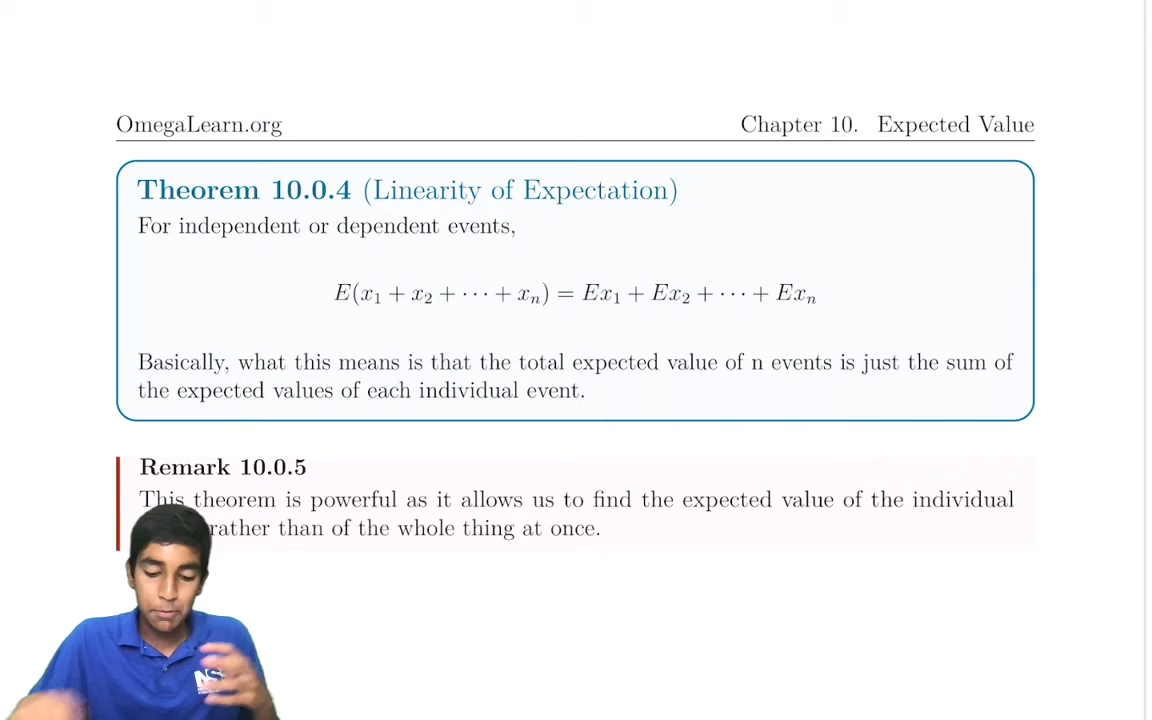 OmegaLearn.org
Chapter 10. Expected Value
Theorem 10.0.4 (Linearity of Expectation)
For independent or dependent events,
E(x₁ + x₂ + ⋯ + xₙ) = Ex₁ + Ex₂ + ⋯ + Exₙ
Basically, what this means is that the total expected value of n events is just the sum of
the expected values of each individual event.
Remark 10.0.5
This theorem is powerful as it allows us to find the expected value of the individual
rather than of the whole thing at once.